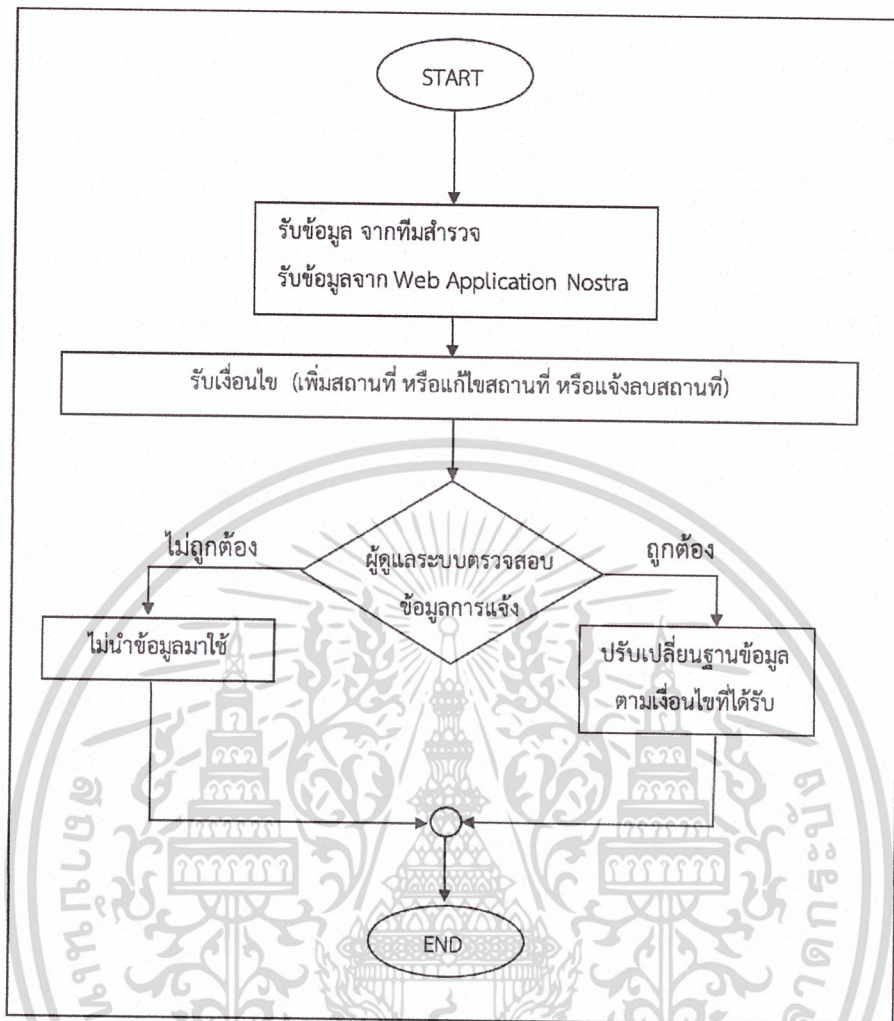 START
รับข้อมูล จากทีมสำรวจ
รับข้อมูลจาก Web Application Nostra
รับเงื่อนไข (เพิ่มสถานที่ หรือแก้ไขสถานที่ หรือแจ้งลบสถานที่)
ไม่ถูกต้อง
ผู้ดูแลระบบตรวจสอบ
ข้อมูลการแจ้ง
ถูกต้อง
ไม่นำข้อมูลมาใช้
ปรับเปลี่ยนฐานข้อมูล
ตามเงื่อนไขที่ได้รับ
END